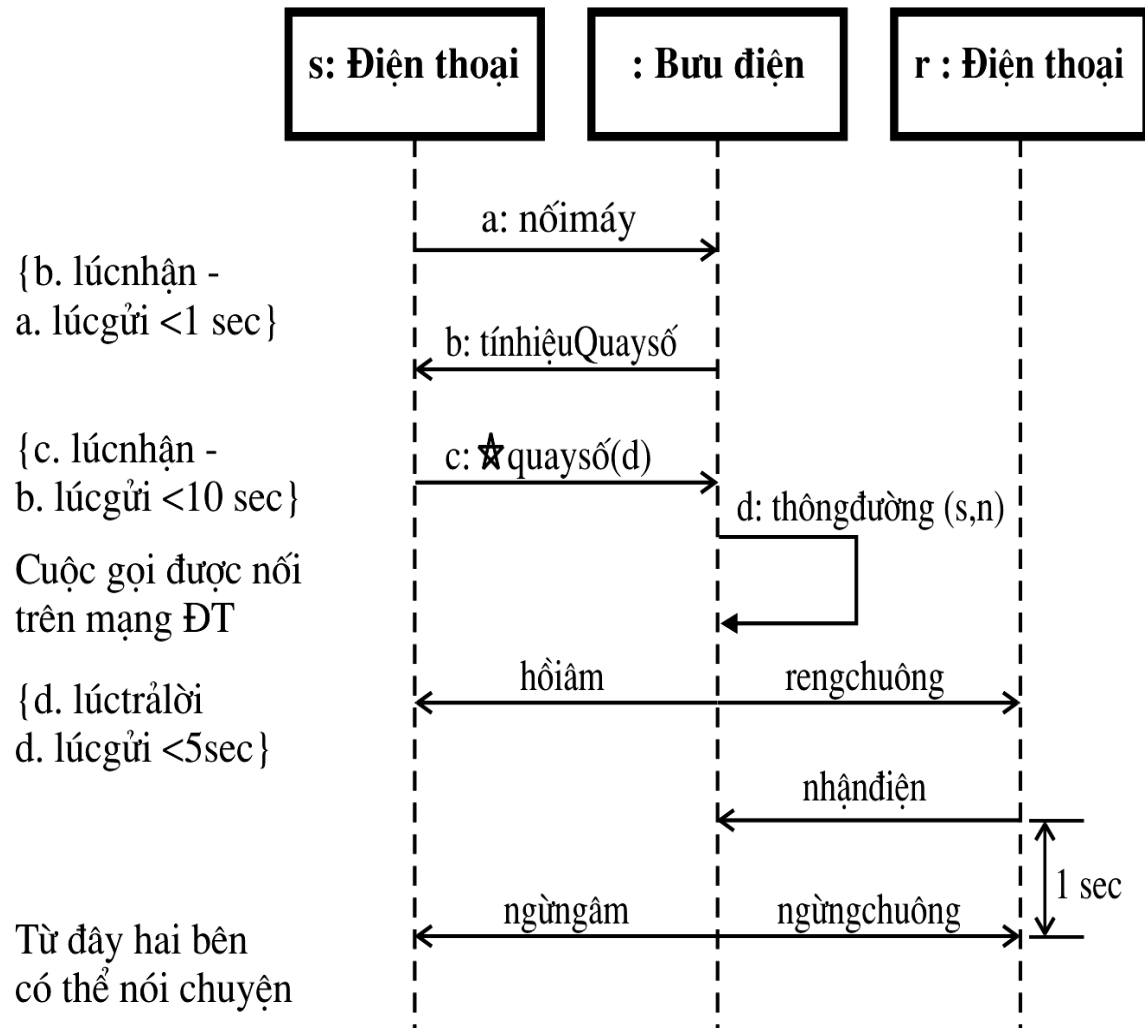 s: Điện thoại
: Bưu điện
r : Điện thoại
a: nốimáy
{b. lúcnhận -
a. lúcgửi <1 sec}
b: tínhiệuQuaysố
{c. lúcnhận -
b. lúcgửi <10 sec}
c: ☆quaysố(d)
d: thôngđường (s,n)
Cuộc gọi được nối
trên mạng ĐT
hồiâm
rengchuông
{d. lúctrảlời
d. lúcgửi <5sec}
nhậnđiện
1 sec
ngừngâm
ngừngchuông
Từ đây hai bên
có thể nói chuyện